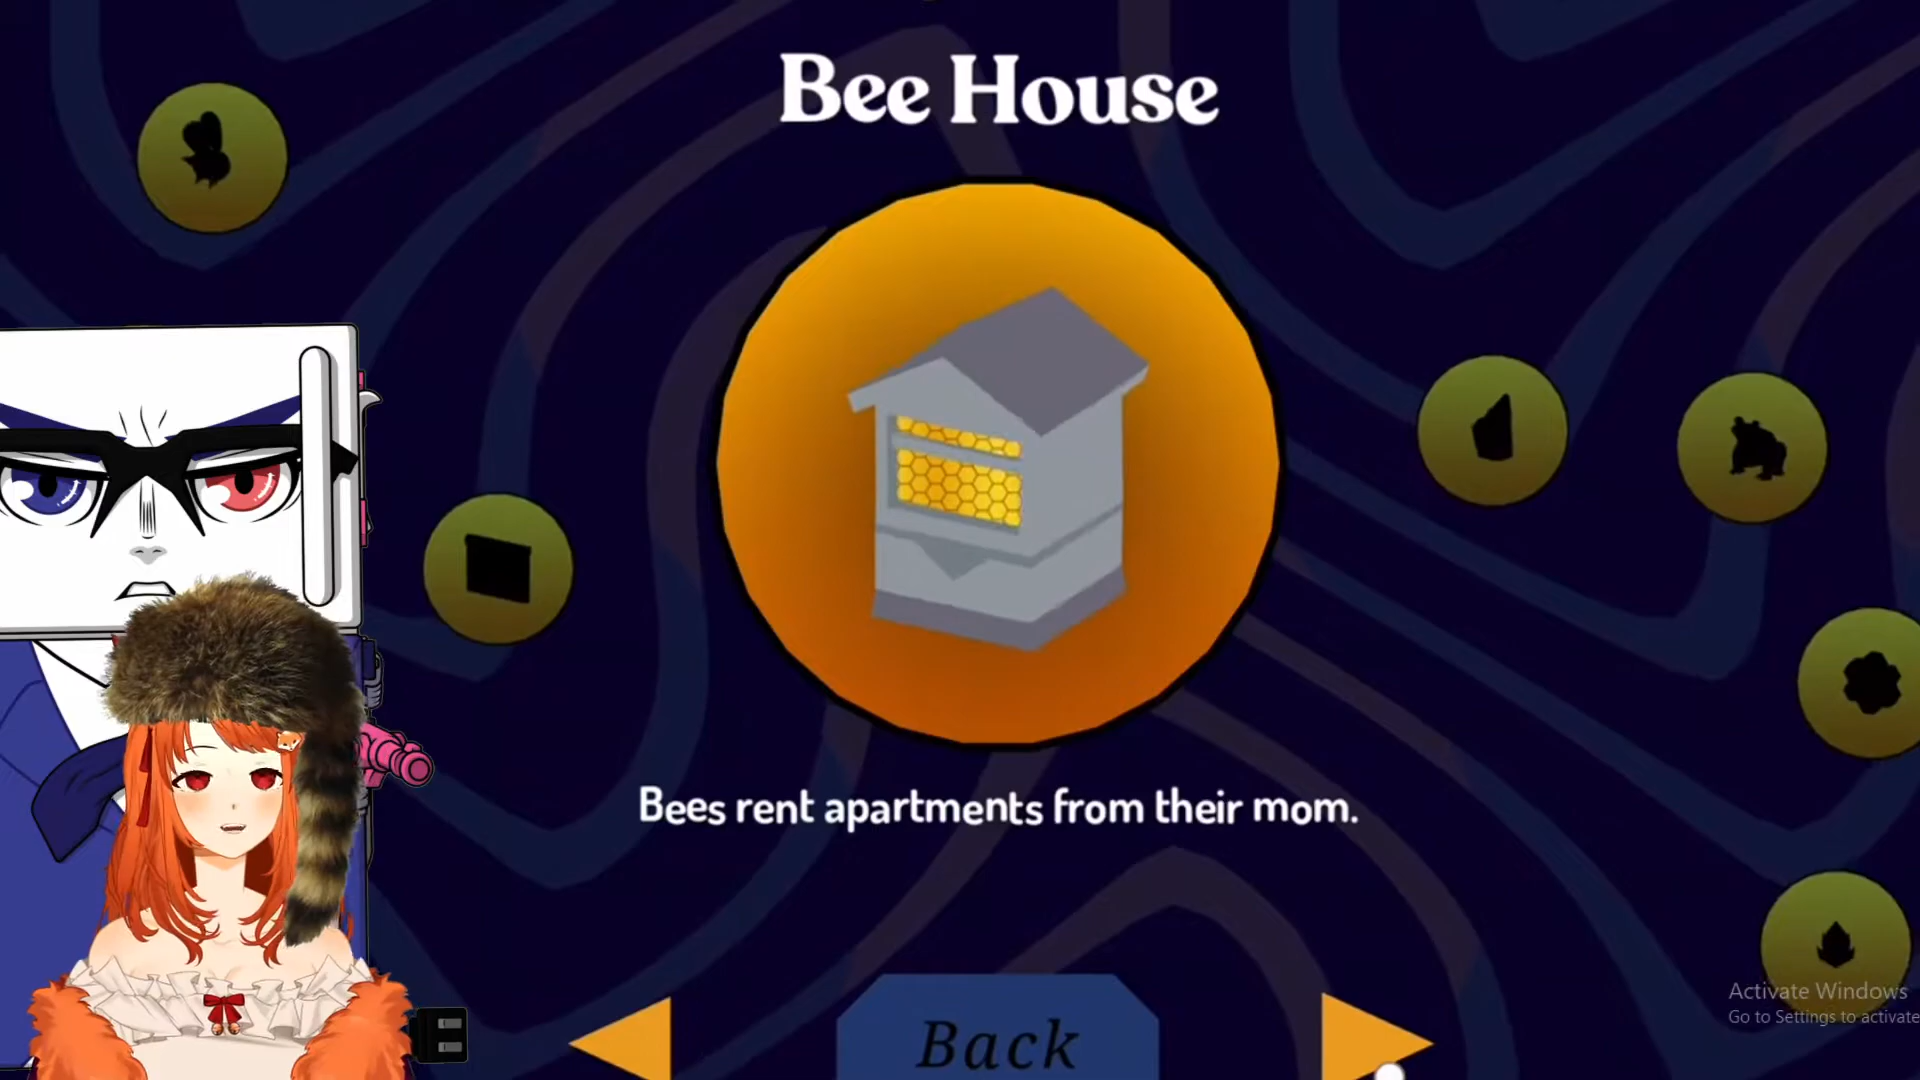 Bee House
Bees rent apartments from their mom.
Back
Activate Windows
Go to Settings to activate